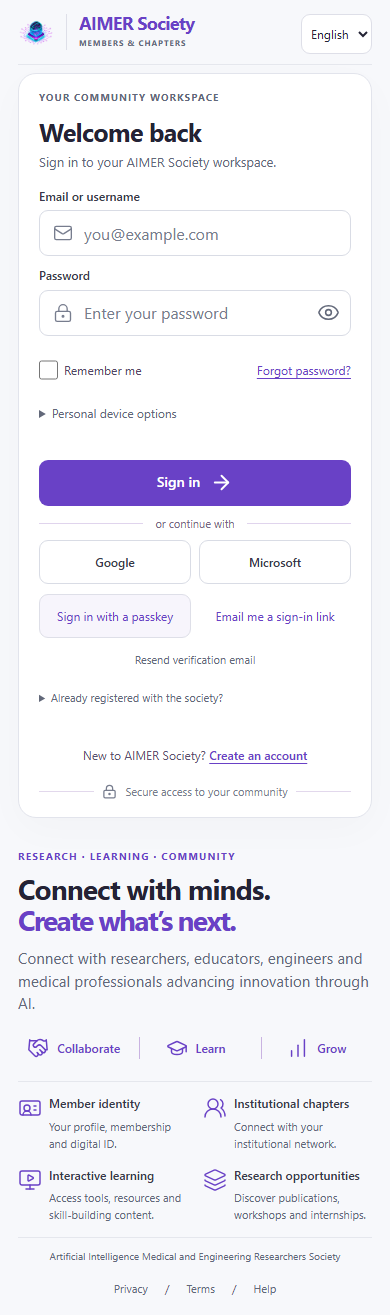 AIMER Society
MEMBERS & CHAPTERS
English
YOUR COMMUNITY WORKSPACE
Welcome back
Sign in to your AIMER Society workspace.
Email or username
you@example.com
Password
Enter your password
Remember me
Forgot password?
Personal device options
Sign in
or continue with
Google
Microsoft
Sign in with a passkey
Email me a sign-in link
Resend verification email
Already registered with the society?
New to AIMER Society? Create an account
Secure access to your community
RESEARCH · LEARNING · COMMUNITY
Connect with minds.
Create what's next.
Connect with researchers, educators, engineers and
medical professionals advancing innovation through
AI.
Collaborate
Learn
Grow
Member identity
Your profile, membership
and digital ID.
Institutional chapters
Connect with your
institutional network.
Interactive learning
Access tools, resources and
skill-building content.
Research opportunities
Discover publications,
workshops and internships.
Artificial Intelligence Medical and Engineering Researchers Society
Privacy / Terms / Help